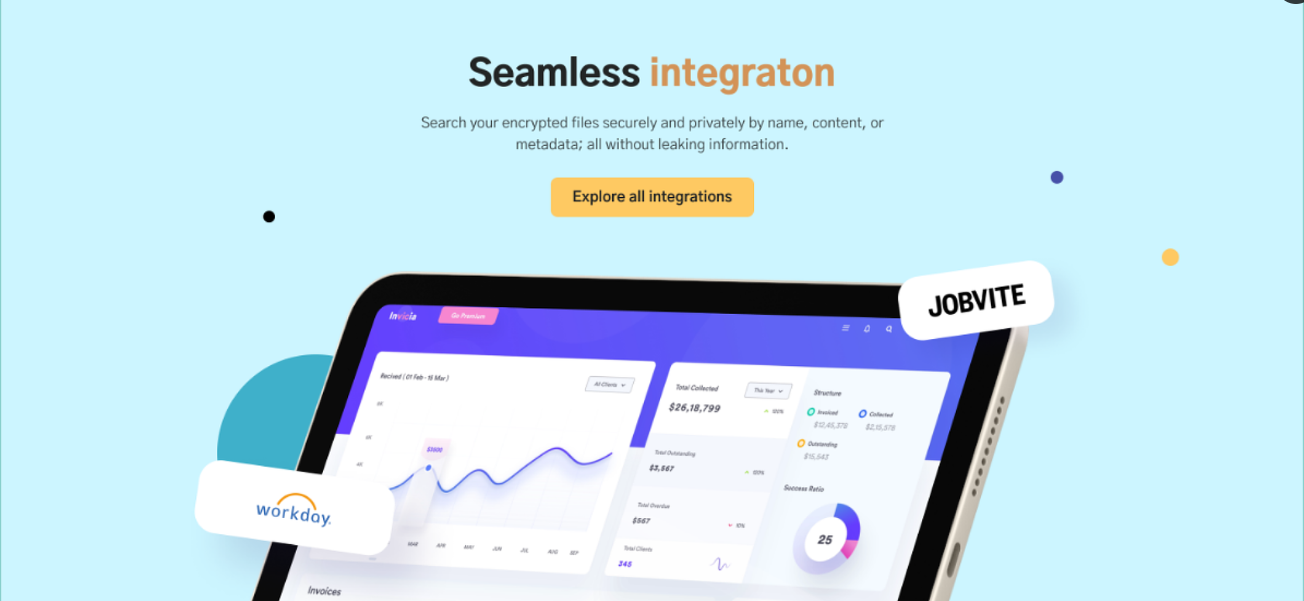 Seamless integraton
Search your encrypted files securely and privately by name, content, or
metadata; all without leaking information.
Explore all integrations
JOBVITE
Invicia
Go Premium
Recived ( 01 Feb - 15 Mar )
All Clients
8K
6K
4K
$3600
MAR APR MAY JUN JUL AUG SEP
Total Collected
This Year
$26,18,799
100%
Total Outstanding
$3,567
100%
Total Overdue
$567
10%
Total Clients
345
Structure
Invoiced
Collected
$12,45,378
$2,15,578
Outstanding
$15,543
Success Ratio
25
workday.
Invoices